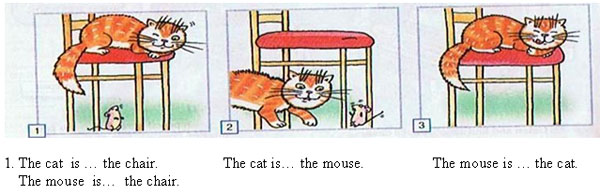 1 2 3
1. The cat is … the chair. The cat is… the mouse. The mouse is … the cat.
The mouse is… the chair.